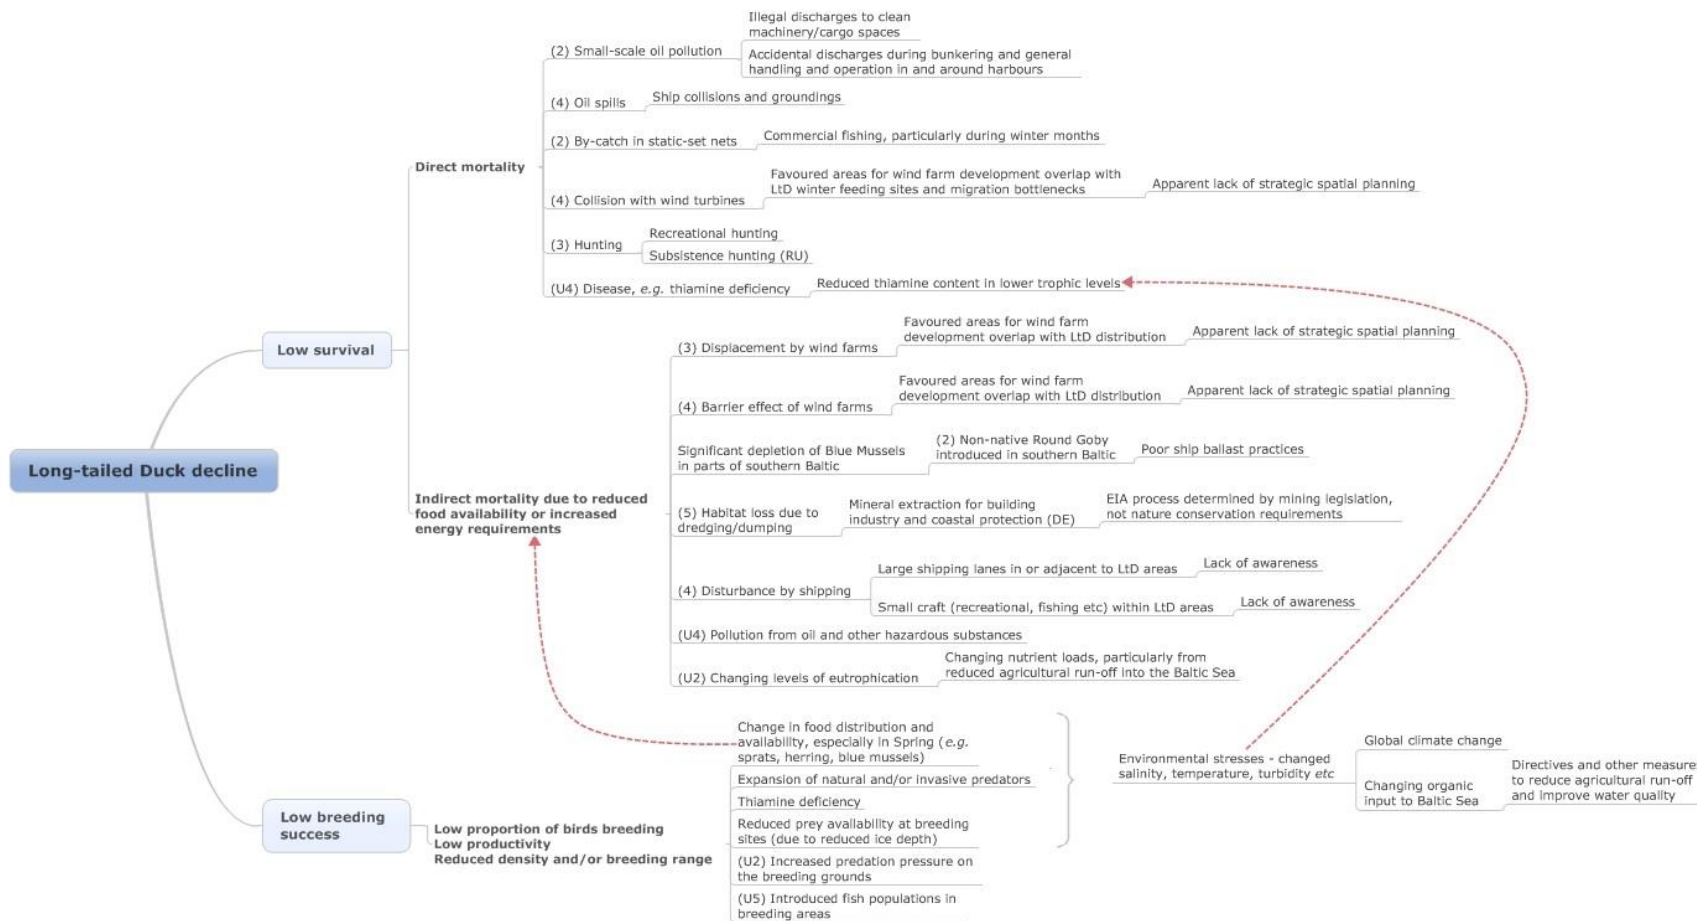 Long-tailed Duck decline
Low survival
Direct mortality
(2) Small-scale oil pollution
Illegal discharges to clean
machinery/cargo spaces
Accidental discharges during bunkering and general
handling and operation in and around harbours
(4) Oil spills
Ship collisions and groundings
(2) By-catch in static-set nets
Commercial fishing, particularly during winter months
(4) Collision with wind turbines
Favoured areas for wind farm development overlap with
LtD winter feeding sites and migration bottlenecks
Apparent lack of strategic spatial planning
(3) Hunting
Recreational hunting
Subsistence hunting (RU)
(U4) Disease, e.g. thiamine deficiency
Reduced thiamine content in lower trophic levels
Indirect mortality due to reduced
food availability or increased
energy requirements
(3) Displacement by wind farms
Favoured areas for wind farm
development overlap with LtD distribution
Apparent lack of strategic spatial planning
(4) Barrier effect of wind farms
Favoured areas for wind farm
development overlap with LtD distribution
Apparent lack of strategic spatial planning
Significant depletion of Blue Mussels
in parts of southern Baltic
(2) Non-native Round Goby
introduced in southern Baltic
Poor ship ballast practices
(5) Habitat loss due to
dredging/dumping
Mineral extraction for building
industry and coastal protection (DE)
EIA process determined by mining legislation,
not nature conservation requirements
(4) Disturbance by shipping
Large shipping lanes in or adjacent to LtD areas
Lack of awareness
Small craft (recreational, fishing etc) within LtD areas
Lack of awareness
(U4) Pollution from oil and other hazardous substances
(U2) Changing levels of eutrophication
Changing nutrient loads, particularly from
reduced agricultural run-off into the Baltic Sea
Low breeding
success
Low proportion of birds breeding
Low productivity
Reduced density and/or breeding range
Change in food distribution and
availability, especially in Spring (e.g.
sprats, herring, blue mussels)
Expansion of natural and/or invasive predators
Thiamine deficiency
Reduced prey availability at breeding
sites (due to reduced ice depth)
(U2) Increased predation pressure on
the breeding grounds
(U5) Introduced fish populations in
breeding areas
Environmental stresses - changed
salinity, temperature, turbidity etc
Global climate change
Changing organic
input to Baltic Sea
Directives and other measures
to reduce agricultural run-off
and improve water quality